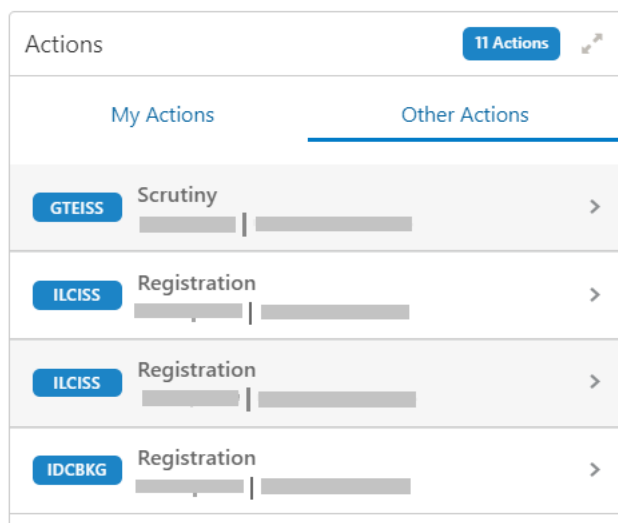 Actions
11 Actions
My Actions
Other Actions
GTEISS
Scrutiny
ILCISS
Registration
ILCISS
Registration
IDCBKG
Registration